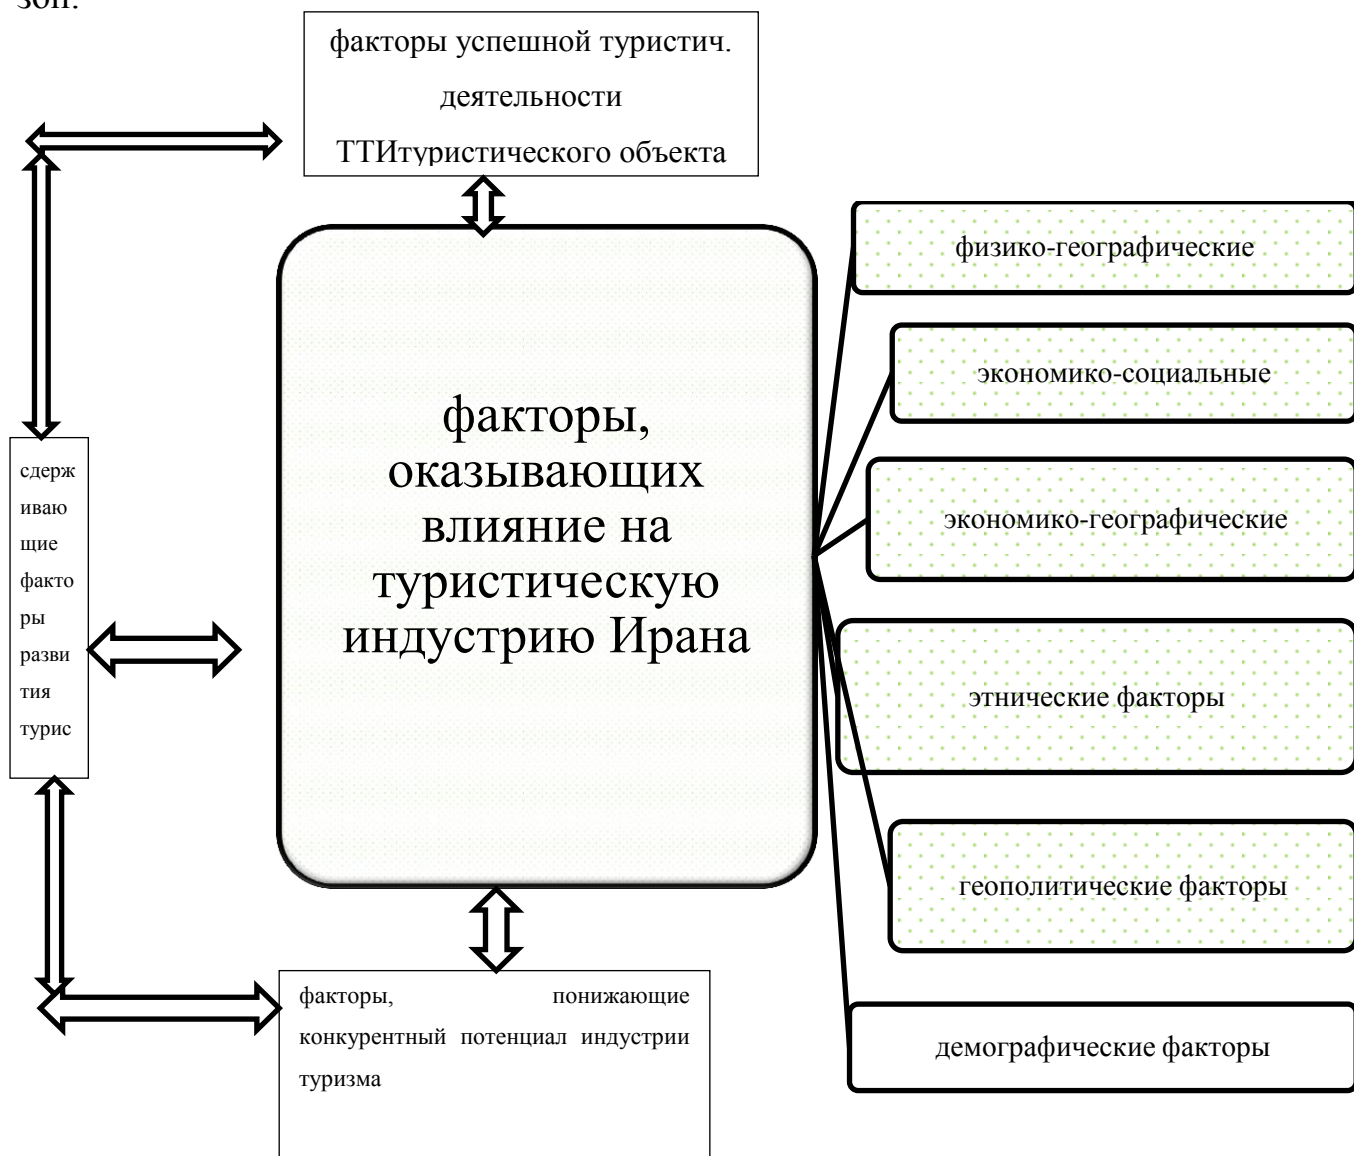 зон.
факторы успешной туристич.
деятельности
ТТИтуристического объекта
физико-географические
экономико-социальные
факторы,
оказывающих
влияние на
туристическую
индустрию Ирана
сдерж
иваю
щие
факто
ры
разви
тия
турис
экономико-географические
этнические факторы
геополитические факторы
факторы, понижающие
конкурентный потенциал индустрии
туризма
демографические факторы